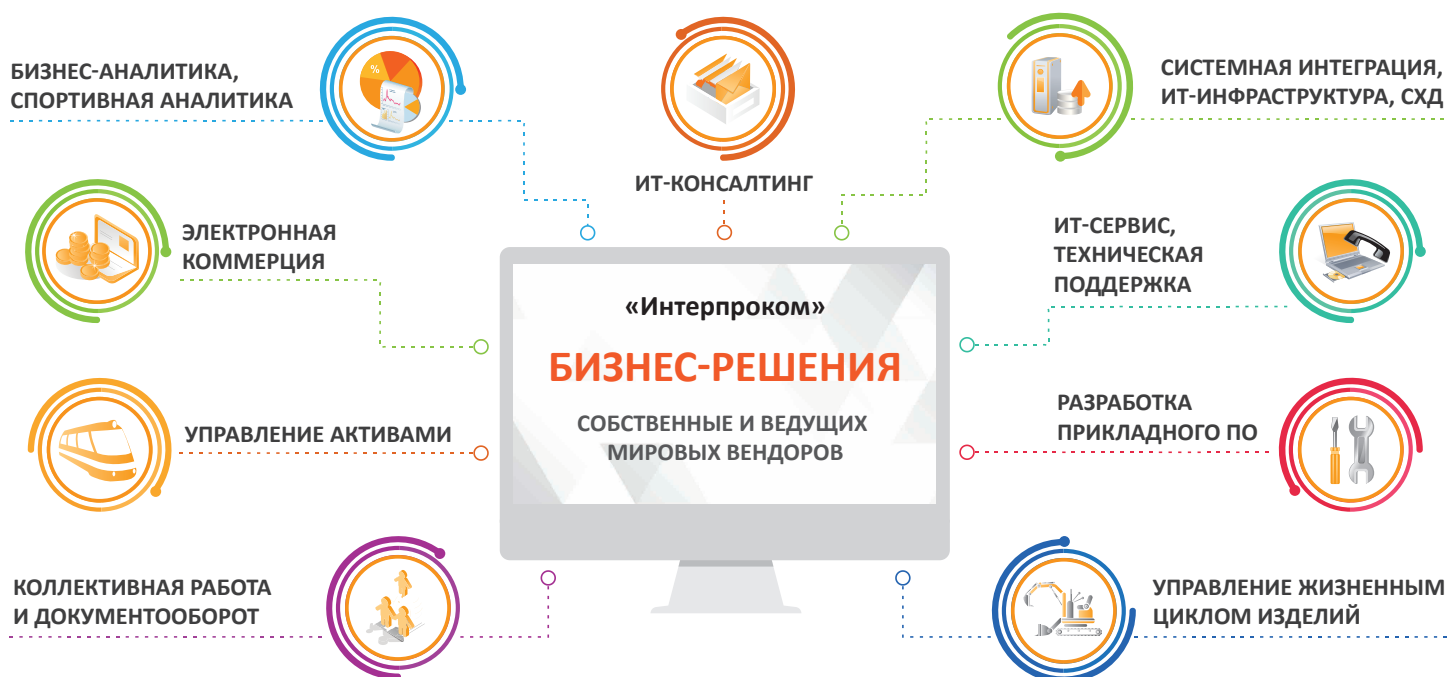 БИЗНЕС-АНАЛИТИКА,
СПОРТИВНАЯ АНАЛИТИКА
%
ИТ-КОНСАЛТИНГ
СИСТЕМНАЯ ИНТЕГРАЦИЯ,
ИТ-ИНФРАСТРУКТУРА, СХД
ЭЛЕКТРОННАЯ
КОММЕРЦИЯ
ИТ-СЕРВИС,
ТЕХНИЧЕСКАЯ
ПОДДЕРЖКА
«Интерпроком»
БИЗНЕС-РЕШЕНИЯ
СОБСТВЕННЫЕ И ВЕДУЩИХ
МИРОВЫХ ВЕНДОРОВ
УПРАВЛЕНИЕ АКТИВАМИ
РАЗРАБОТКА
ПРИКЛАДНОГО ПО
КОЛЛЕКТИВНАЯ РАБОТА
И ДОКУМЕНТООБОРОТ
УПРАВЛЕНИЕ ЖИЗНЕННЫМ
ЦИКЛОМ ИЗДЕЛИЙ